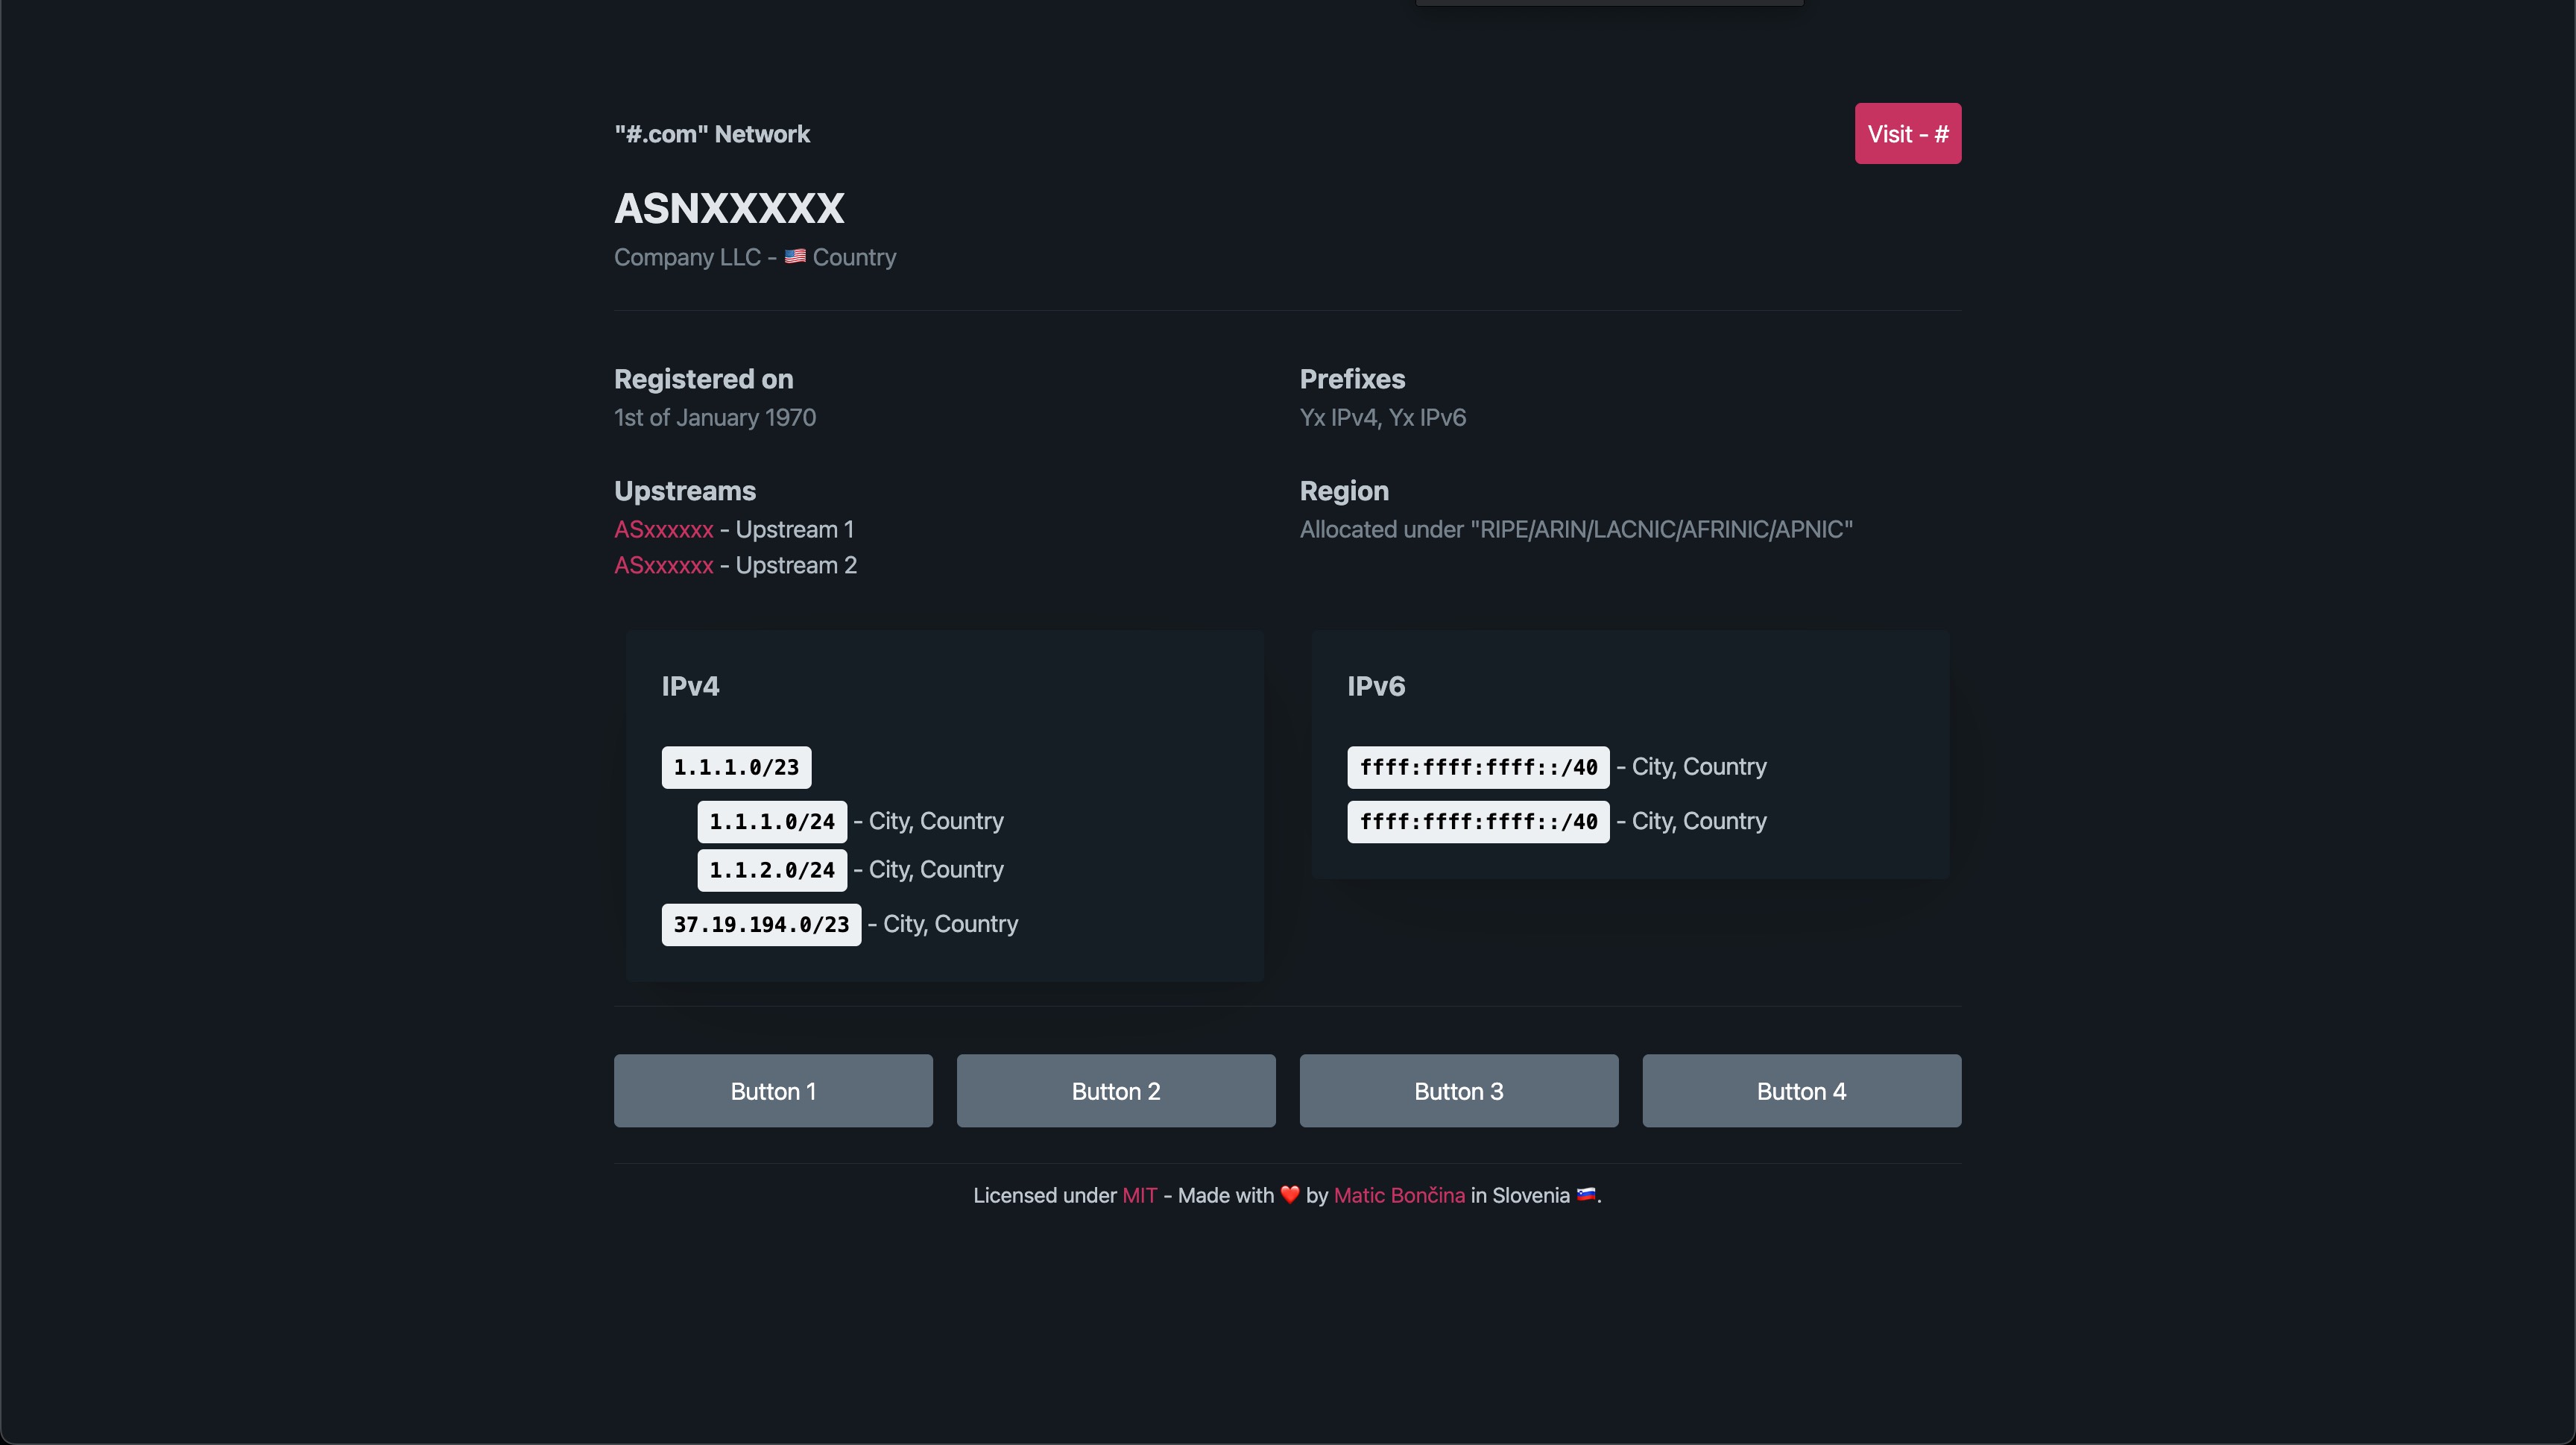 "#.com" Network
Visit - #
ASNXXXXX
Company LLC - 🇺🇸 Country
Registered on
1st of January 1970
Prefixes
Yx IPv4, Yx IPv6
Upstreams
ASxxxxxx - Upstream 1
ASxxxxxx - Upstream 2
Region
Allocated under "RIPE/ARIN/LACNIC/AFRINIC/APNIC"
IPv4
1.1.1.0/23
1.1.1.0/24 - City, Country
1.1.2.0/24 - City, Country
37.19.194.0/23 - City, Country
IPv6
ffff:ffff:ffff::/40 - City, Country
ffff:ffff:ffff::/40 - City, Country
Button 1
Button 2
Button 3
Button 4
Licensed under MIT - Made with ❤️ by Matic Bončina in Slovenia 🇸🇮.